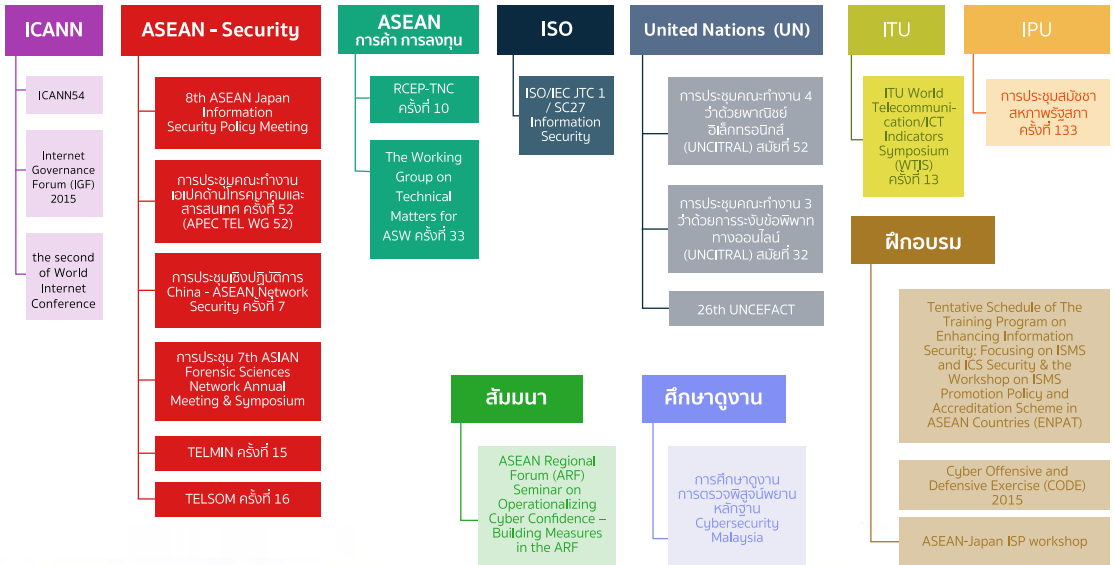 ICANN
ICANN54
Internet
Governance
Forum (IGF)
2015
the second
of World
Internet
Conference
ASEAN - Security
8th ASEAN Japan
Information
Security Policy Meeting
การประชุมคณะทำงาน
เอเปคด้านโทรคมาคมและ
สารสนเทศ ครั้งที่ 52
(APEC TEL WG 52)
การประชุมเชิงปฏิบัติการ
China - ASEAN Network
Security ครั้งที่ 7
การประชุม 7th ASIAN
Forensic Sciences
Network Annual
Meeting & Symposium
TELMIN ครั้งที่ 15
TELSOM ครั้งที่ 16
ASEAN
การค้า การลงทุน
RCEP-TNC
ครั้งที่ 10
The Working
Group on
Technical
Matters for
ASW ครั้งที่ 33
ISO
ISO/IEC JTC 1
/ SC27
Information
Security
United Nations (UN)
การประชุมคณะทำงาน 4
ว่าด้วยพาณิชย์
อิเล็กทรอนิกส์
(UNCITRAL) สมัยที่ 52
การประชุมคณะทำงาน 3
ว่าด้วยการระงับข้อพิพาท
ทางออนไลน์
(UNCITRAL) สมัยที่ 32
26th UNCEFACT
ITU
ITU World
Telecommuni-
cation/ICT
Indicators
Symposium
(WTIS)
ครั้งที่ 13
IPU
การประชุมสมัชชา
สหภาพรัฐสภา
ครั้งที่ 133
สัมมนา
ASEAN Regional
Forum (ARF)
Seminar on
Operationalizing
Cyber Confidence –
Building Measures
in the ARF
ศึกษาดูงาน
การศึกษาดูงาน
การตรวจพิสูจน์พยาน
หลักฐาน
Cybersecurity
Malaysia
ฝึกอบรม
Tentative Schedule of The
Training Program on
Enhancing Information
Security: Focusing on ISMS
and ICS Security & the
Workshop on ISMS
Promotion Policy and
Accreditation Scheme in
ASEAN Countries (ENPAT)
Cyber Offensive and
Defensive Exercise (CODE)
2015
ASEAN-Japan ISP workshop